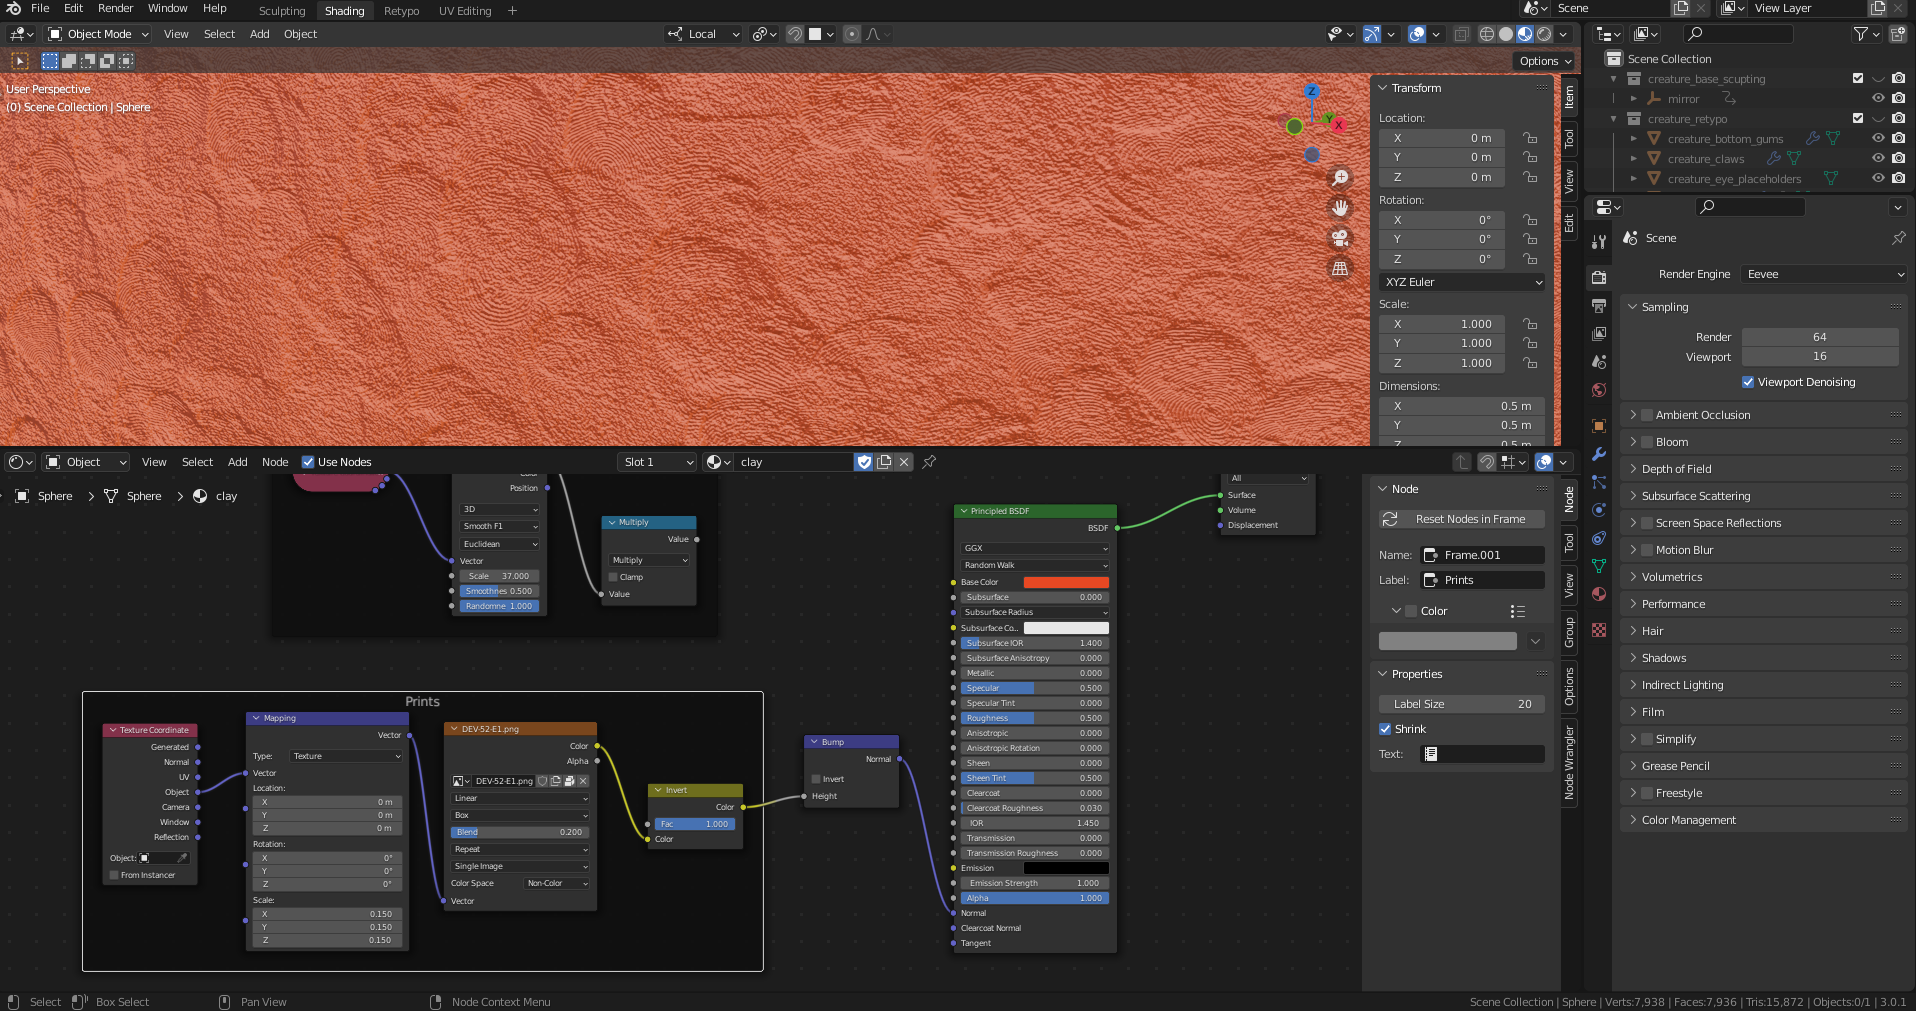 File Edit Render Window Help Sculpting Shading Retypo UV Editing + Scene View Layer
Object Mode View Select Add Object Local
Options
User Perspective
(0) Scene Collection | Sphere
Z
Y
X
Transform
Location:
X 0 m
Y 0 m
Z 0 m
Rotation:
X 0°
Y 0°
Z 0°
XYZ Euler
Scale:
X 1.000
Y 1.000
Z 1.000
Dimensions:
X 0.5 m
Y 0.5 m
Z 0.5 m
Item
Tool
View
Edit
Scene Collection
creature_base_scupting
mirror
creature_retypo
creature_bottom_gums
creature_claws
creature_eye_placeholders
Scene
Render Engine Eevee
Sampling
Render 64
Viewport 16
Viewport Denoising
Ambient Occlusion
Bloom
Depth of Field
Subsurface Scattering
Screen Space Reflections
Motion Blur
Volumetrics
Performance
Hair
Shadows
Indirect Lighting
Film
Simplify
Grease Pencil
Freestyle
Color Management
Object View Select Add Node Use Nodes Slot 1 clay
Sphere > Sphere > clay
Color
Position
3D
Smooth F1
Euclidean
Vector
Scale 37.000
Smoothnes 0.500
Randomne 1.000
Multiply
Value
Multiply
Clamp
Value
Principled BSDF
BSDF
GGX
Random Walk
Base Color
Subsurface 0.000
Subsurface Radius
Subsurface Co..
Subsurface IOR 1.400
Subsurface Anisotropy 0.000
Metallic 0.000
Specular 0.500
Specular Tint 0.000
Roughness 0.500
Anisotropic 0.000
Anisotropic Rotation 0.000
Sheen 0.000
Sheen Tint 0.500
Clearcoat 0.000
Clearcoat Roughness 0.030
IOR 1.450
Transmission 0.000
Transmission Roughness 0.000
Emission
Emission Strength 1.000
Alpha 1.000
Normal
Clearcoat Normal
Tangent
All
Surface
Volume
Displacement
Prints
Texture Coordinate
Generated
Normal
UV
Object
Camera
Window
Reflection
Object:
From Instancer
Mapping
Vector
Type: Texture
Vector
Location:
X 0 m
Y 0 m
Z 0 m
Rotation:
X 0°
Y 0°
Z 0°
Scale:
X 0.150
Y 0.150
Z 0.150
DEV-52-E1.png
Color
Alpha
DEV-52-E1.png
Linear
Box
Blend 0.200
Repeat
Single Image
Color Space Non-Color
Vector
Invert
Color
Fac 1.000
Color
Bump
Normal
Invert
Height
Node
Reset Nodes in Frame
Name: Frame.001
Label: Prints
Color
Properties
Label Size 20
Shrink
Text:
Node
Tool
View
Group
Options
Node Wrangler
Select Box Select Pan View Node Context Menu Scene Collection | Sphere | Verts:7,938 | Faces:7,936 | Tris:15,872 | Objects:0/1 | 3.0.1